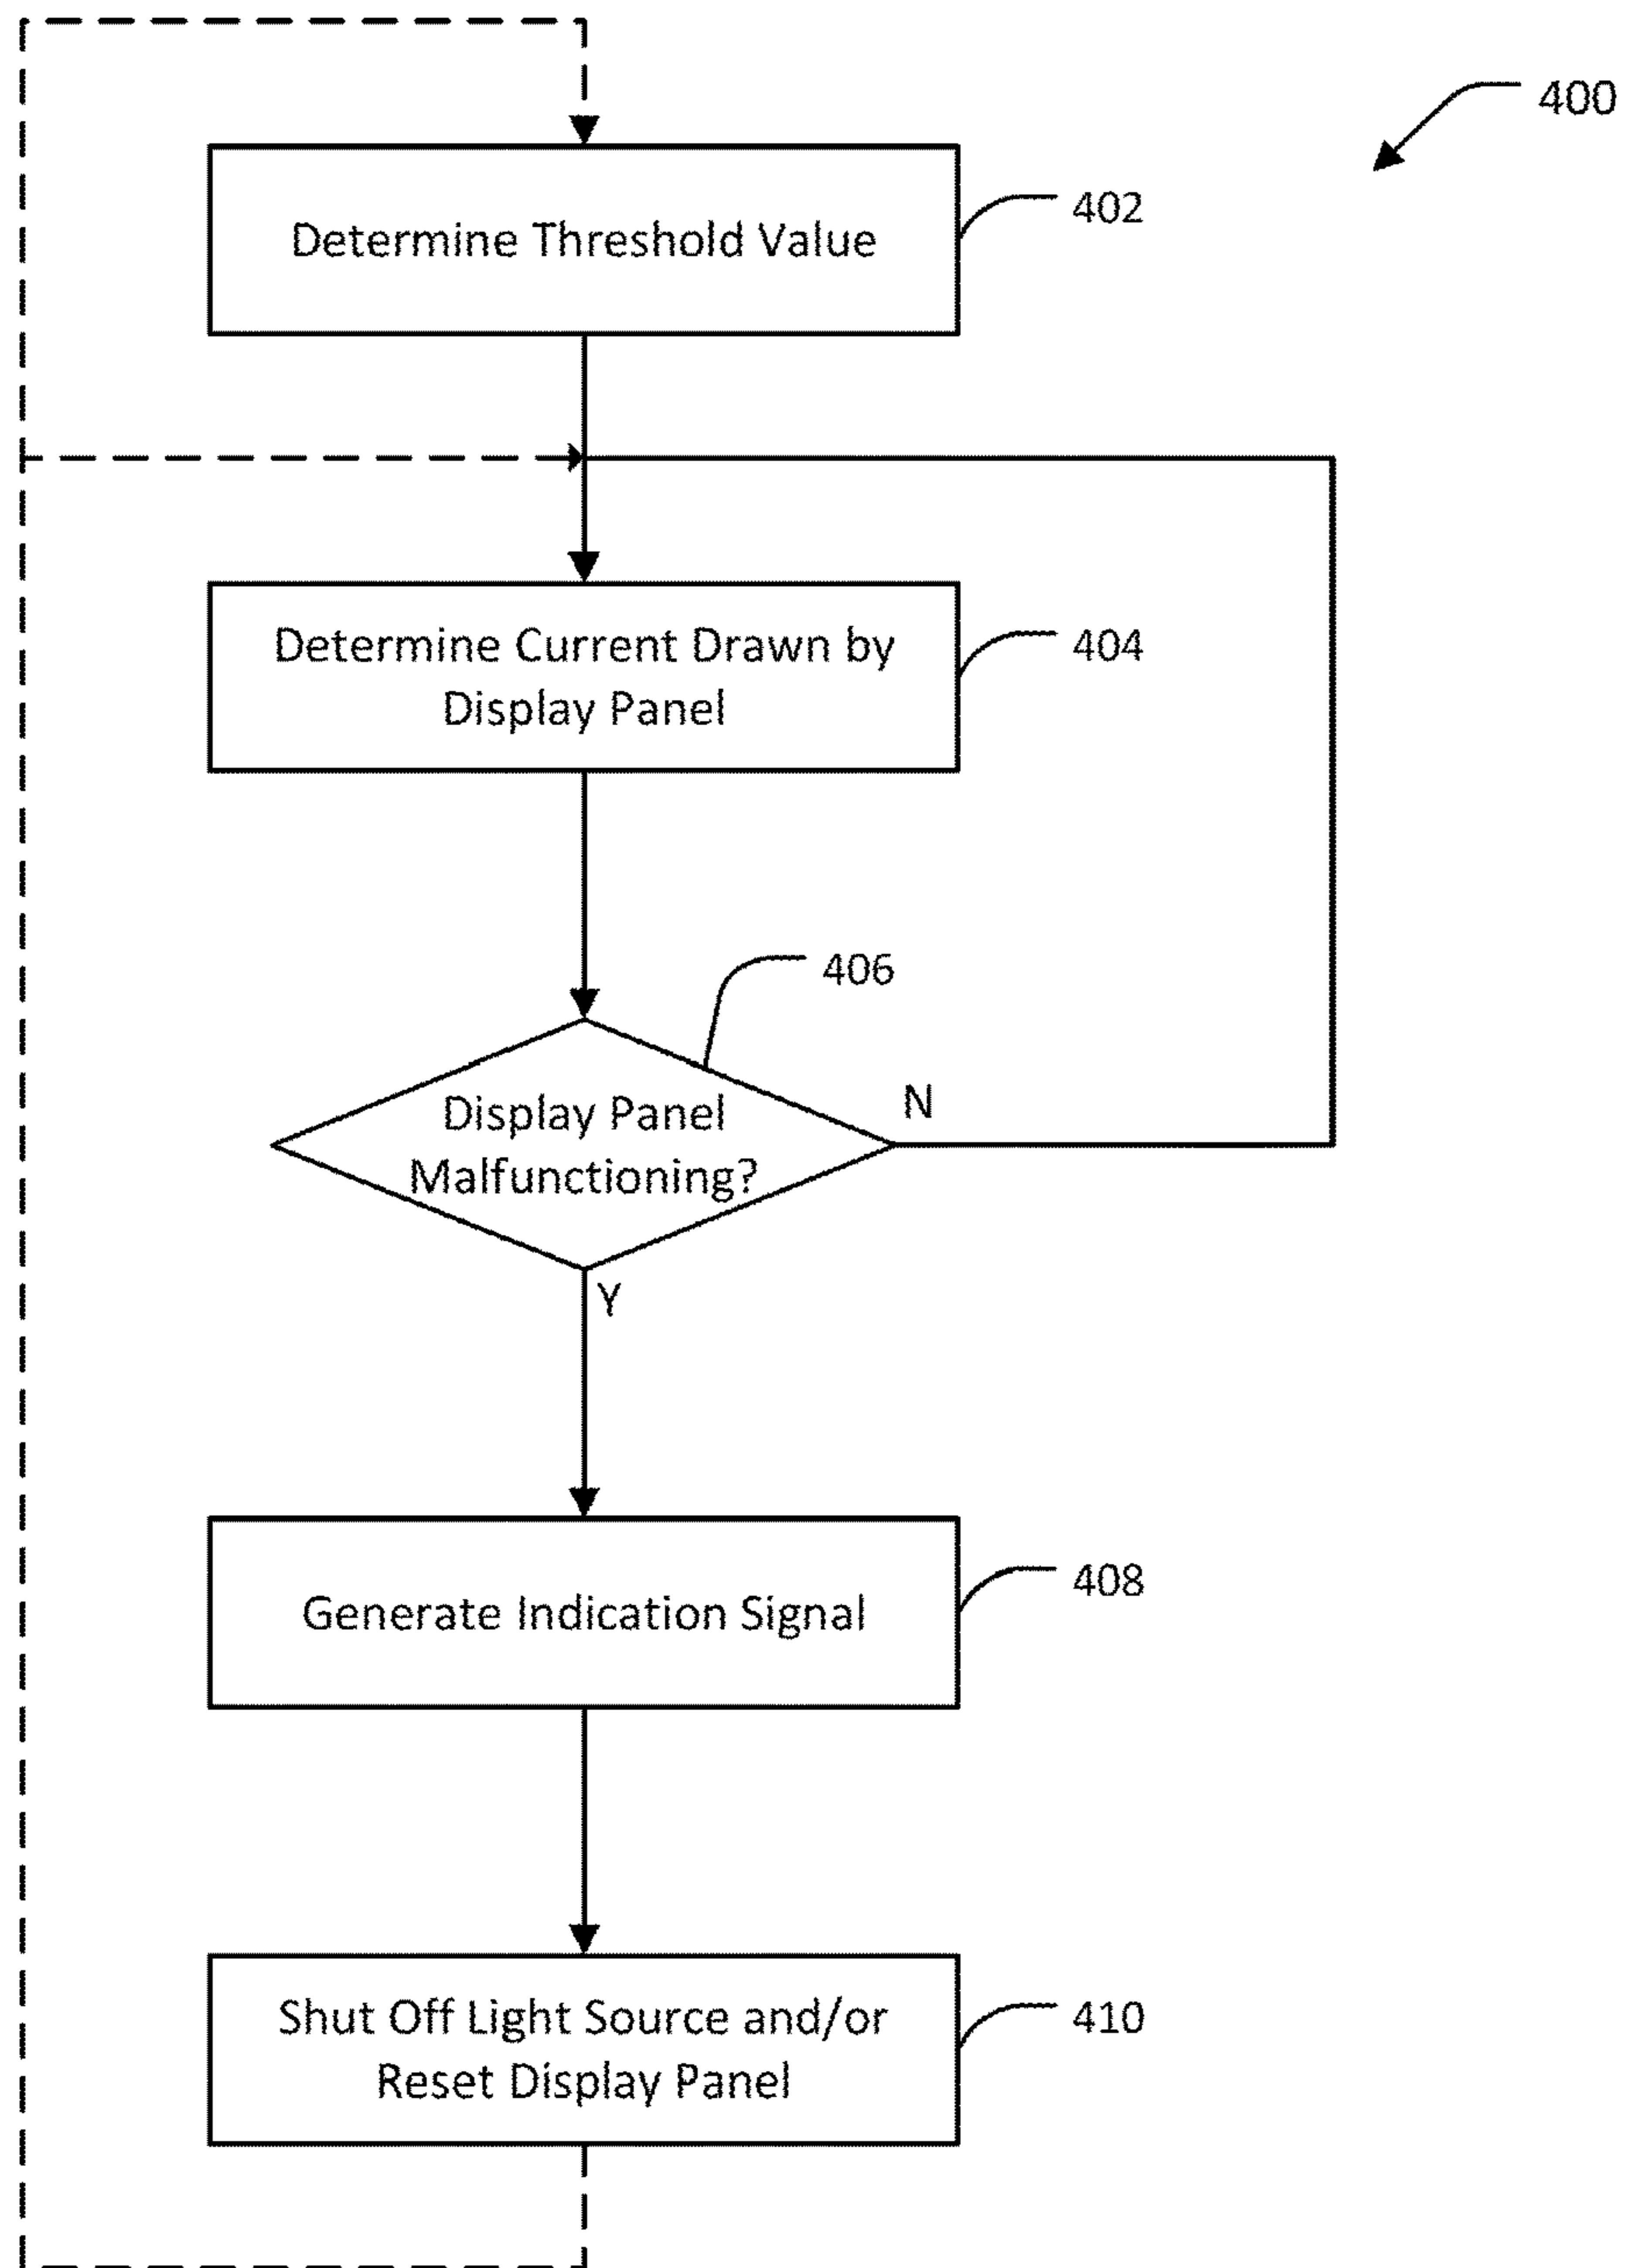 400
Determine Threshold Value
402
Determine Current Drawn by
Display Panel
404
406
Display Panel
Malfunctioning?
N
Y
Generate Indication Signal
408
Shut Off Light Source and/or
Reset Display Panel
410